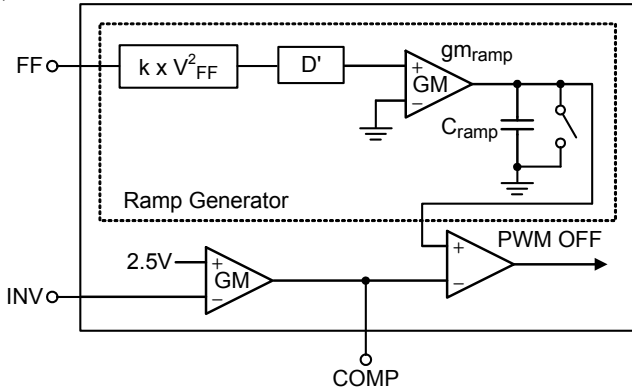 FF
k x V²FF
D'
gmramp
+
GM
−
Cramp
Ramp Generator
2.5V
+
GM
−
INV
+
−
PWM OFF
COMP